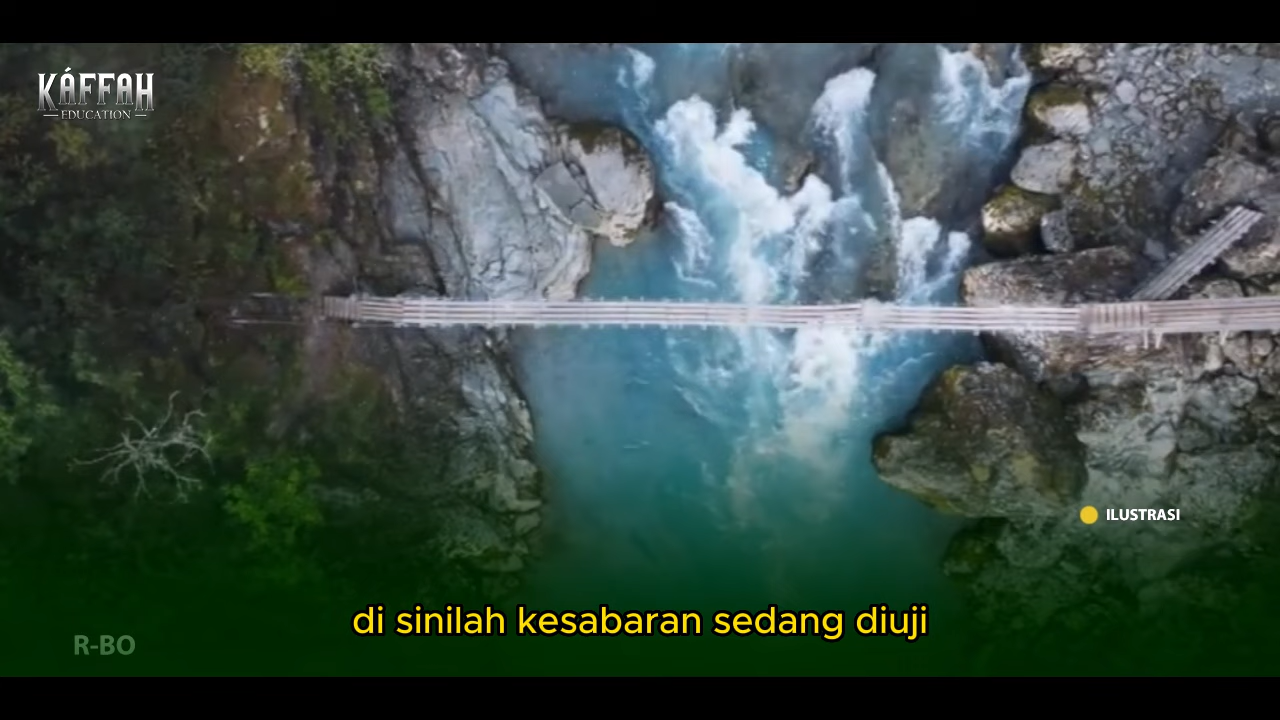 KÁFFAH
EDUCATION
ILUSTRASI
di sinilah kesabaran sedang diuji
R-BO